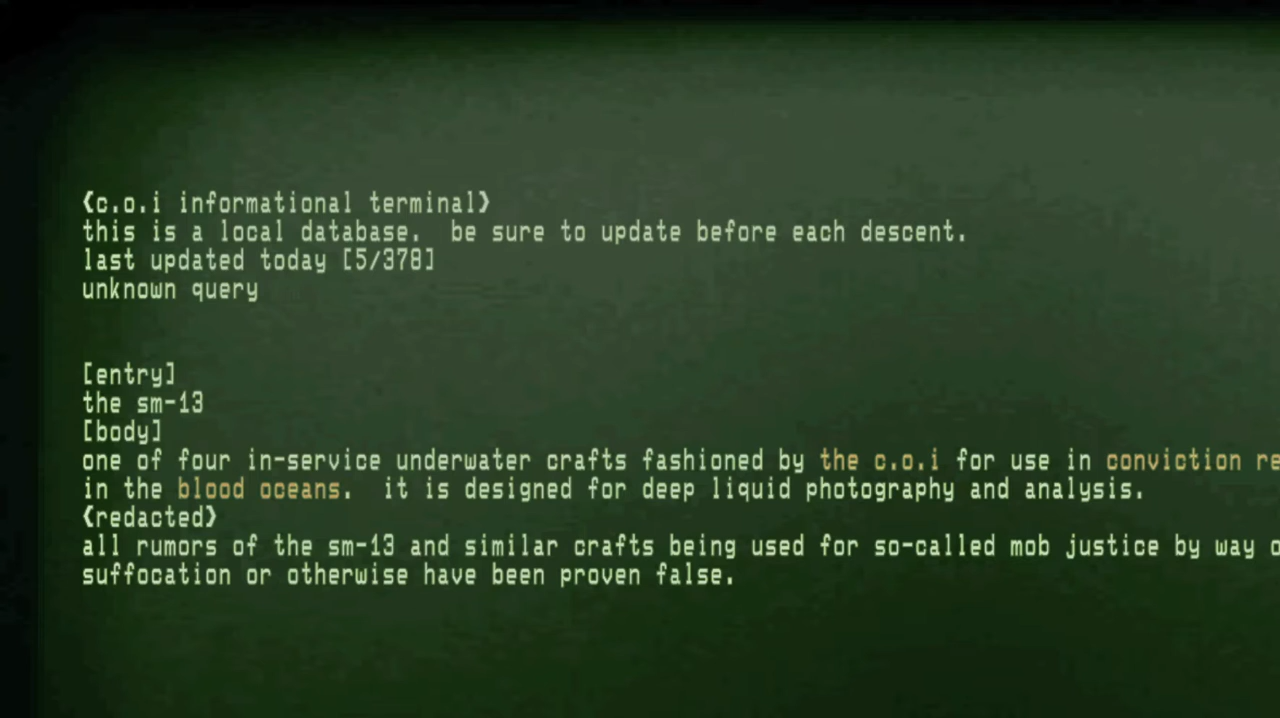 {c.o.i informational terminal}
this is a local database.  be sure to update before each descent.
last updated today [5/378]
unknown query
[entry]
the sm-13
[body]
one of four in-service underwater crafts fashioned by the c.o.i for use in conviction re
in the blood oceans.  it is designed for deep liquid photography and analysis.
{redacted}
all rumors of the sm-13 and similar crafts being used for so-called mob justice by way
suffocation or otherwise have been proven false.